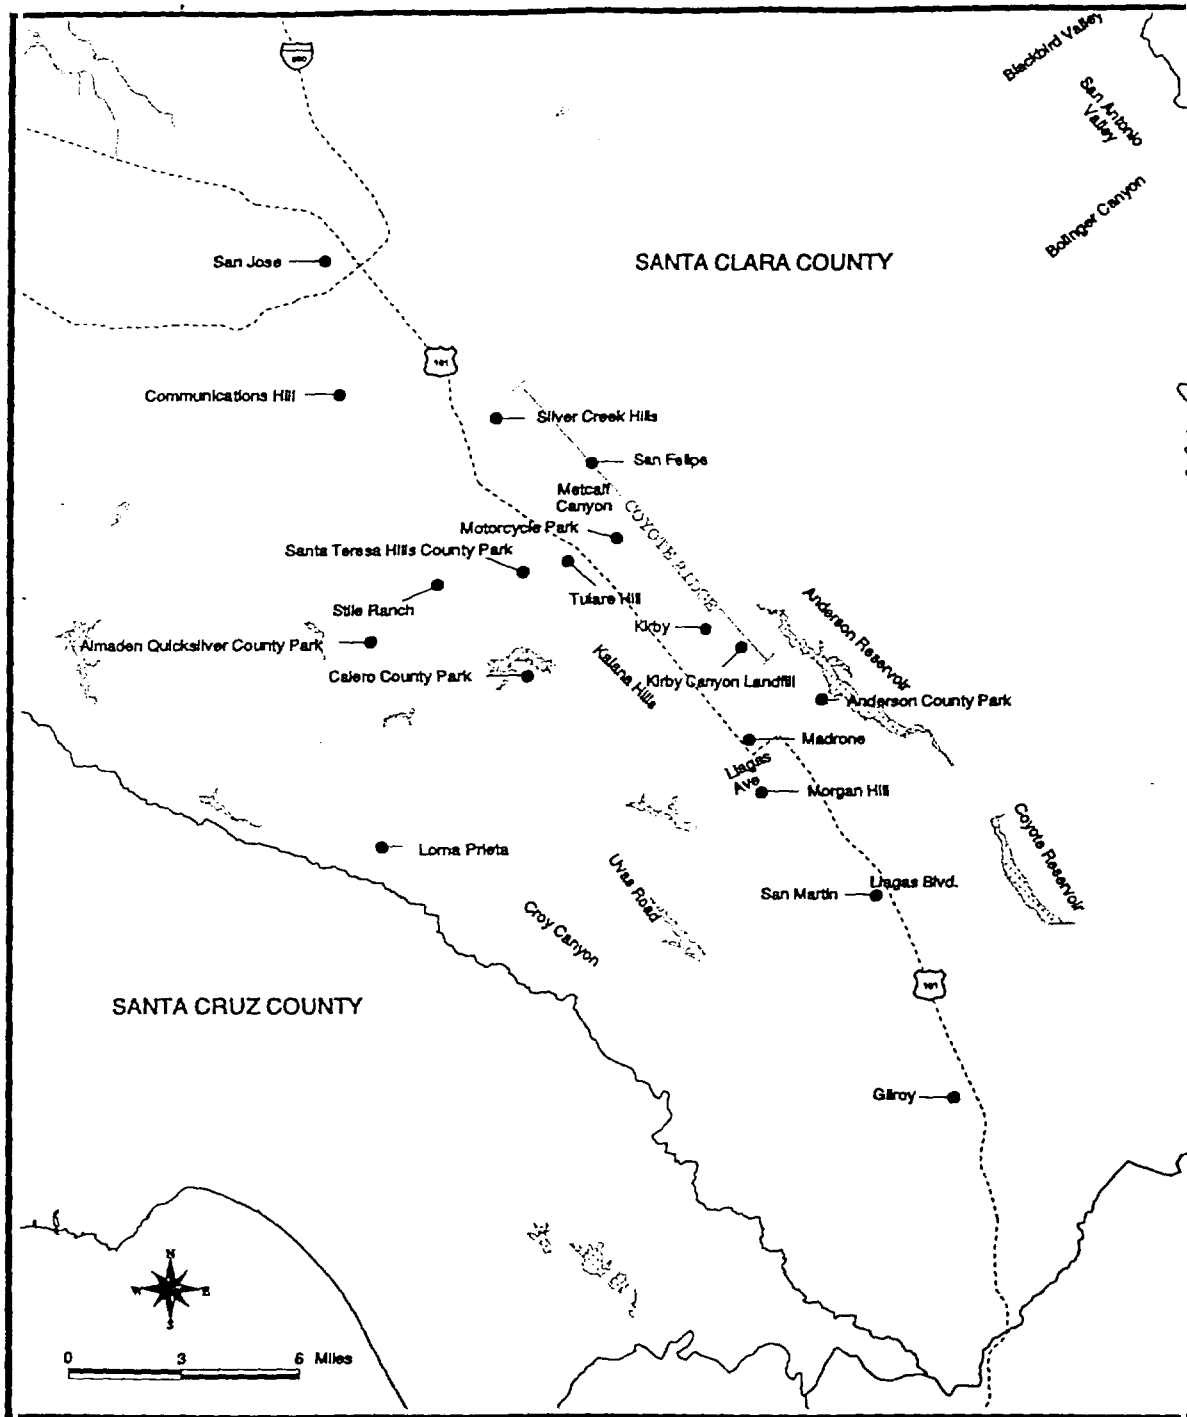 Blackbird Valley
680
San Antonio
Valley
Bolinger Canyon
San Jose
SANTA CLARA COUNTY
101
Communications Hill
Silver Creek Hills
San Felipe
Metcalf
Canyon
COYOTE RIDGE
Motorcycle Park
Santa Teresa Hills County Park
Tulare Hill
Stile Ranch
Anderson Reservoir
Kirby
Almaden Quicksilver County Park
Kalana Hills
Calero County Park
Kirby Canyon Landfill
Anderson County Park
Madrone
Llagas
Ave
Morgan Hill
Coyote Reservoir
Loma Prieta
Uvas Road
San Martin
Llagas Blvd.
Croy Canyon
101
SANTA CRUZ COUNTY
Gilroy
N
W
E
S
0
3
6
Miles